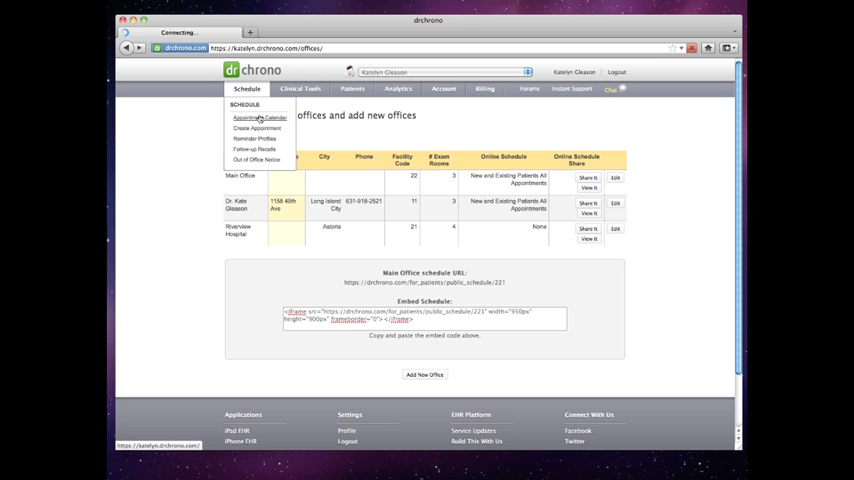 drchrono
Connecting...
drchrono.com https://katelyn.drchrono.com/offices/
drchrono Katelyn Gleason Katelyn Gleason Logout
Schedule Clinical Tools Patients Analytics Account Billing Forums Instant Support Chat
SCHEDULE
Appointment Calendar
Create Appointment
Reminder Profiles
Follow-up Recalls
Out of Office Notice
offices and add new offices
City Phone Facility Code # Exam Rooms Online Schedule Online Schedule Share
Main Office 22 3 New and Existing Patients All Appointments Share It View It Edit
Dr. Kate Gleason 1158 49th Ave Long Island City 631-918-2521 11 3 New and Existing Patients All Appointments Share It View It Edit
Riverview Hospital Astoria 21 4 None Share It View It Edit
Main Office schedule URL:
https://drchrono.com/for_patients/public_schedule/221
Embed Schedule:
<iframe src="https://drchrono.com/for_patients/public_schedule/221" width="950px"
height="900px" frameborder="0"> </iframe>
Copy and paste the embed code above.
Add New Office
Applications Settings EHR Platform Connect With Us
iPad EHR Profile Service Updates Facebook
iPhone EHR Logout Build This With Us Twitter
https://katelyn.drchrono.com/